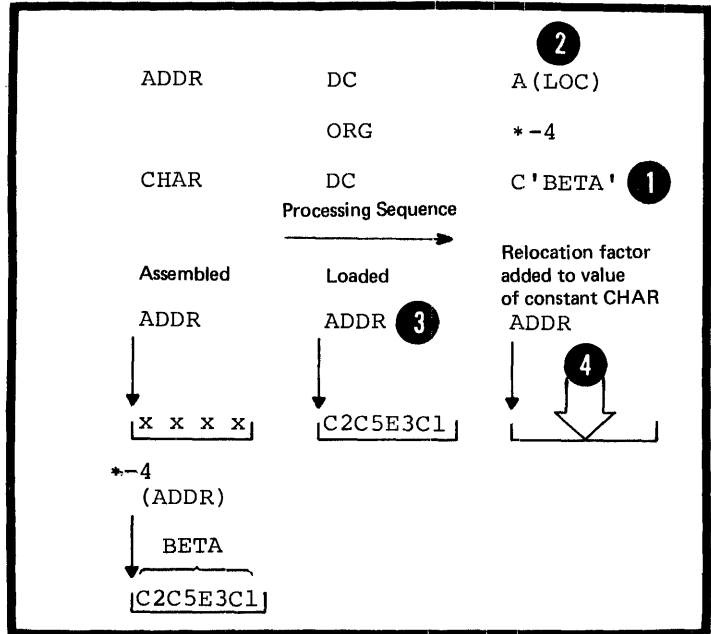 2
ADDR DC A(LOC)
ORG *-4
CHAR DC C'BETA' 1
Processing Sequence
Assembled Loaded Relocation factor
added to value
of constant CHAR
ADDR ADDR 3 ADDR
4
x x x x C2C5E3C1
*-4
(ADDR)
BETA
C2C5E3C1